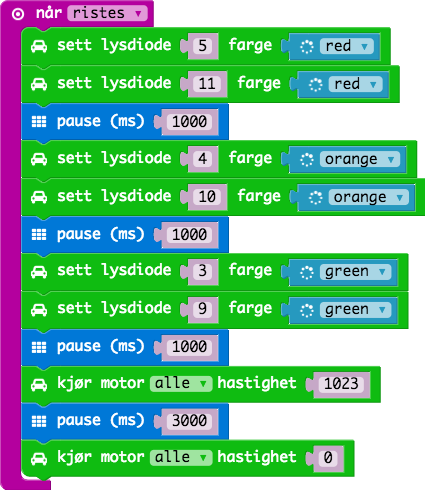 når ristes
sett lysdiode 5 farge red
sett lysdiode 11 farge red
pause (ms) 1000
sett lysdiode 4 farge orange
sett lysdiode 10 farge orange
pause (ms) 1000
sett lysdiode 3 farge green
sett lysdiode 9 farge green
pause (ms) 1000
kjør motor alle hastighet 1023
pause (ms) 3000
kjør motor alle hastighet 0